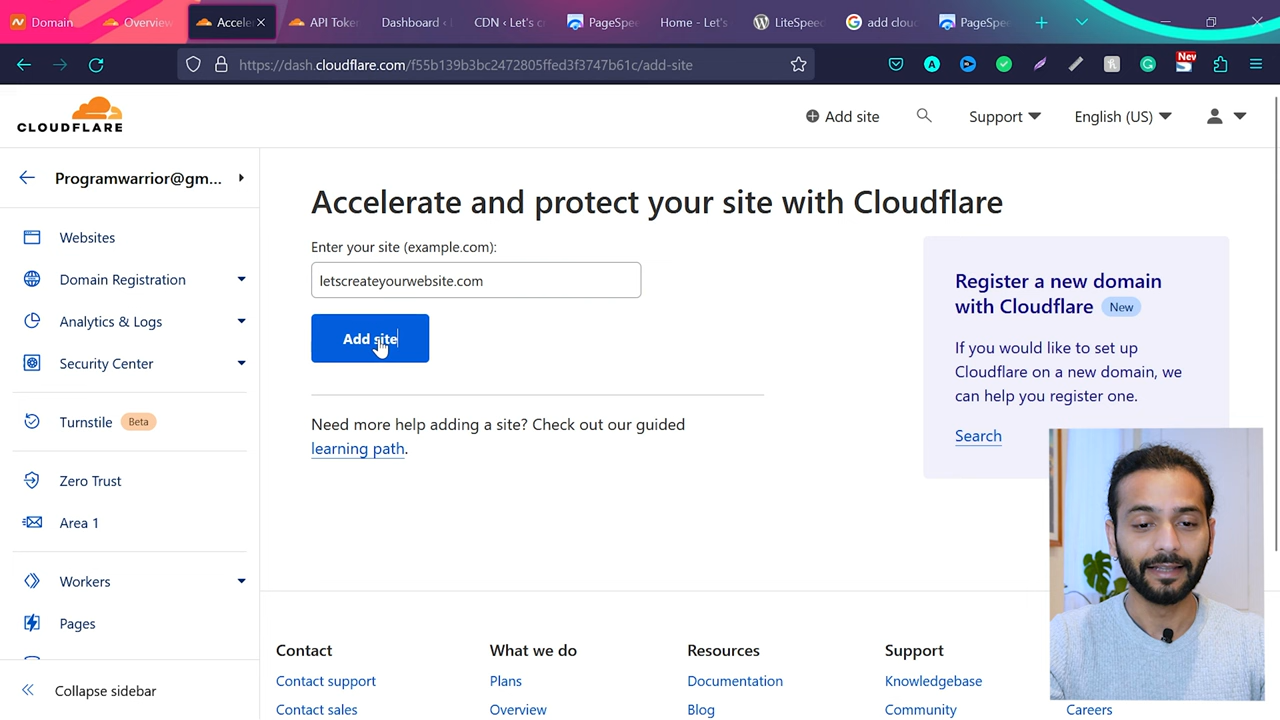 Domain
Overview
Accele
API Toke
Dashboard ‹
CDN ‹ Let's c
PageSpee
Home - Let's
LiteSpeed
add clou
PageSpe
https://dash.cloudflare.com/f55b139b3bc2472805ffed3f3747b61c/add-site
New
CLOUDFLARE
Add site
Support
English (US)
Programwarrior@gm...
Websites
Domain Registration
Analytics & Logs
Security Center
Turnstile Beta
Zero Trust
Area 1
Workers
Pages
Collapse sidebar
Accelerate and protect your site with Cloudflare
Enter your site (example.com):
letscreateyourwebsite.com
Add site
Need more help adding a site? Check out our guided
learning path.
Register a new domain
with Cloudflare New
If you would like to set up
Cloudflare on a new domain, we
can help you register one.
Search
Contact
Contact support
Contact sales
What we do
Plans
Overview
Resources
Documentation
Blog
Support
Knowledgebase
Community
Careers